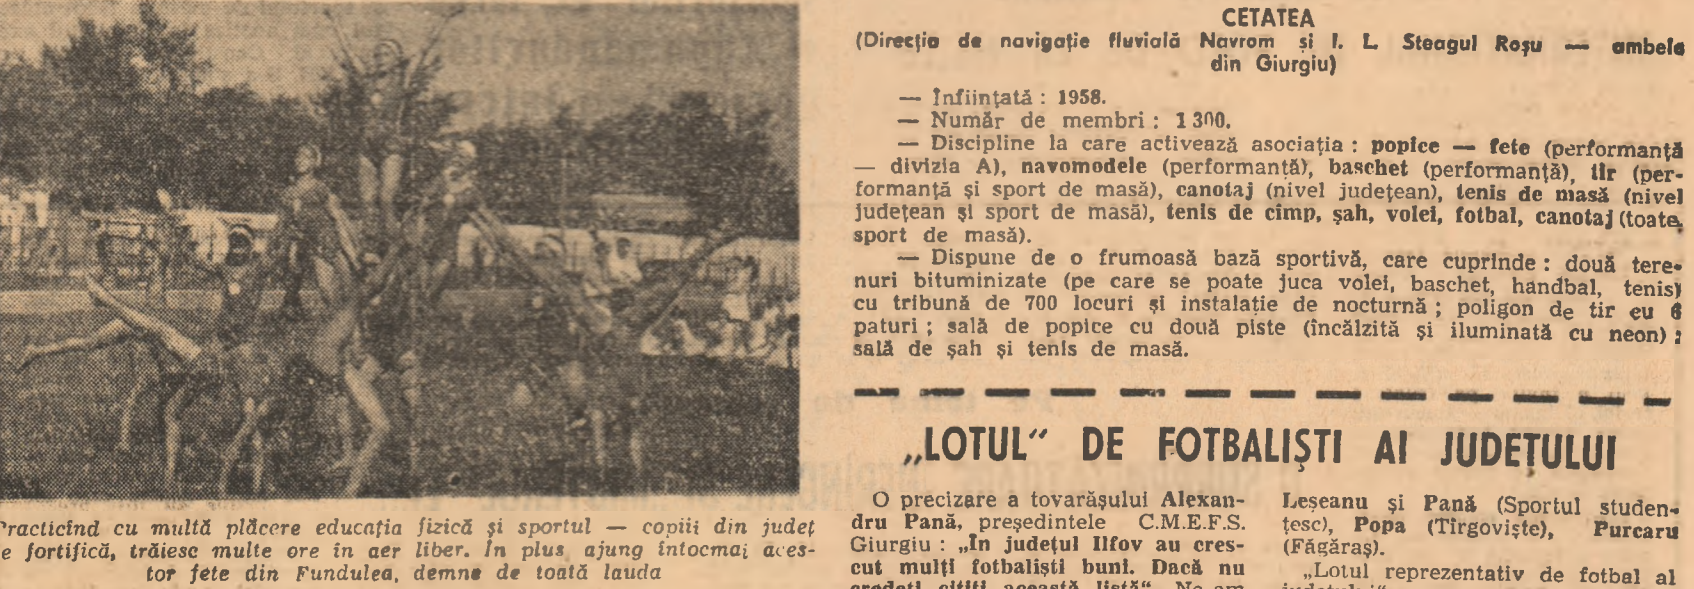 Practicînd cu multă plăcere educația fizică și sportul — copiii din județ
e fortifică, trăiesc multe ore în aer liber. În plus ajung întocmai aces-
tor fete din Fundulea, demne de toată lauda
CETATEA
(Direcția de navigație fluvială Navrom și I. L. Steagul Roșu — ambele
din Giurgiu)
— Înființată : 1958.
— Număr de membri : 1 300.
— Discipline la care activează asociația : popice — fete (performanță
— divizia A), navomodele (performanță), baschet (performanță), tir (per-
formanță și sport de masă), canotaj (nivel județean), tenis de masă (nivel
județean și sport de masă), tenis de cîmp, șah, volei, fotbal, canotaj (toate,
sport de masă).
— Dispune de o frumoasă bază sportivă, care cuprinde : două tere-
nuri bituminizate (pe care se poate juca volei, baschet, handbal, tenis)
cu tribună de 700 locuri și instalație de nocturnă ; poligon de tir cu 6
paturi ; sală de popice cu două piste (încălzită și iluminată cu neon) ;
sală de șah și tenis de masă.
„LOTUL“ DE FOTBALIȘTI AI JUDEȚULUI
O precizare a tovarășului Alexan-
dru Pană, președintele C.M.E.F.S.
Giurgiu : „În județul Ilfov au cres-
cut mulți fotbaliști buni. Dacă nu
credeți, citiți această listă“. Ne-am
Leșeanu și Pană (Sportul studen-
țesc), Popa (Tîrgoviște), Purcaru
(Făgăraș).
„Lotul reprezentativ de fotbal al